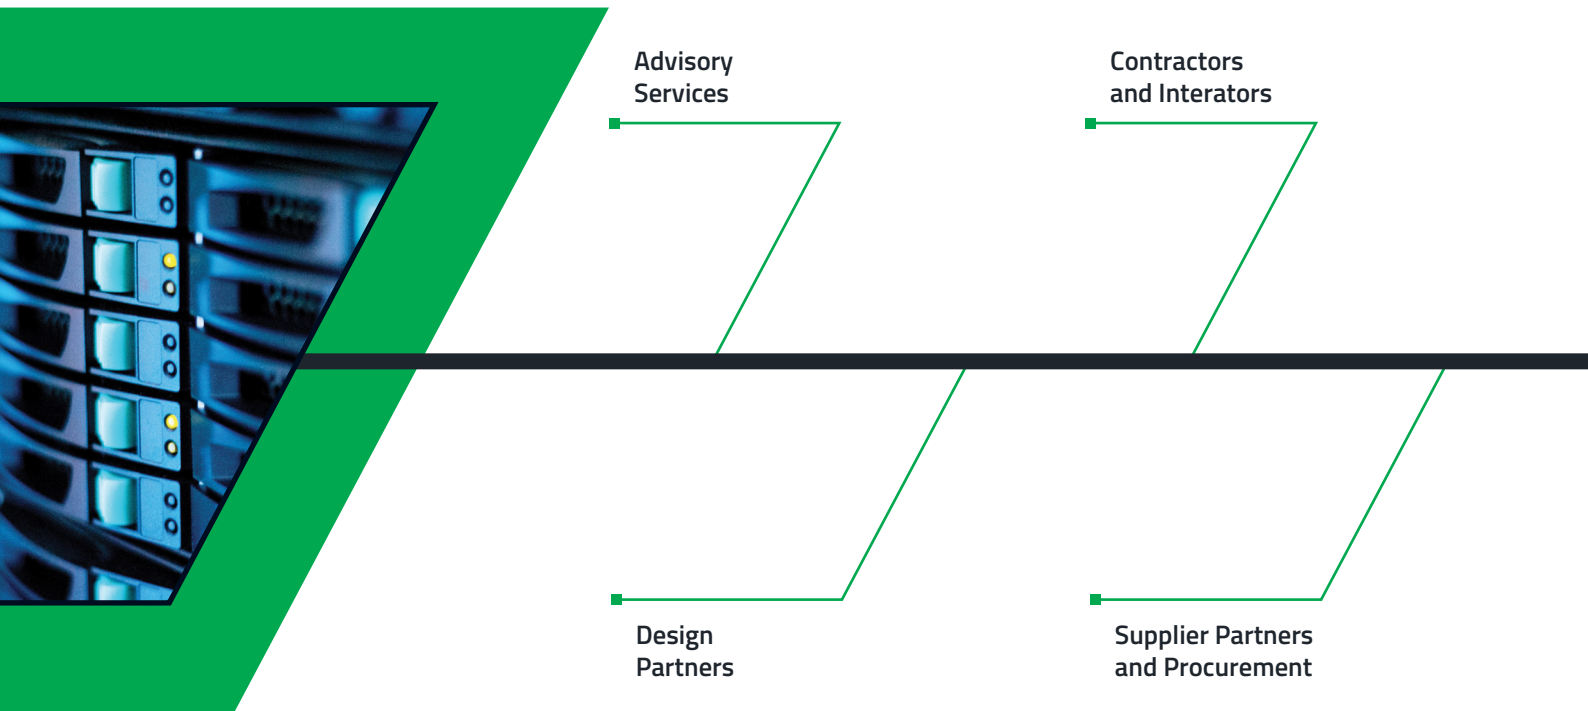 Advisory
Services
Contractors
and Interators
Design
Partners
Supplier Partners
and Procurement